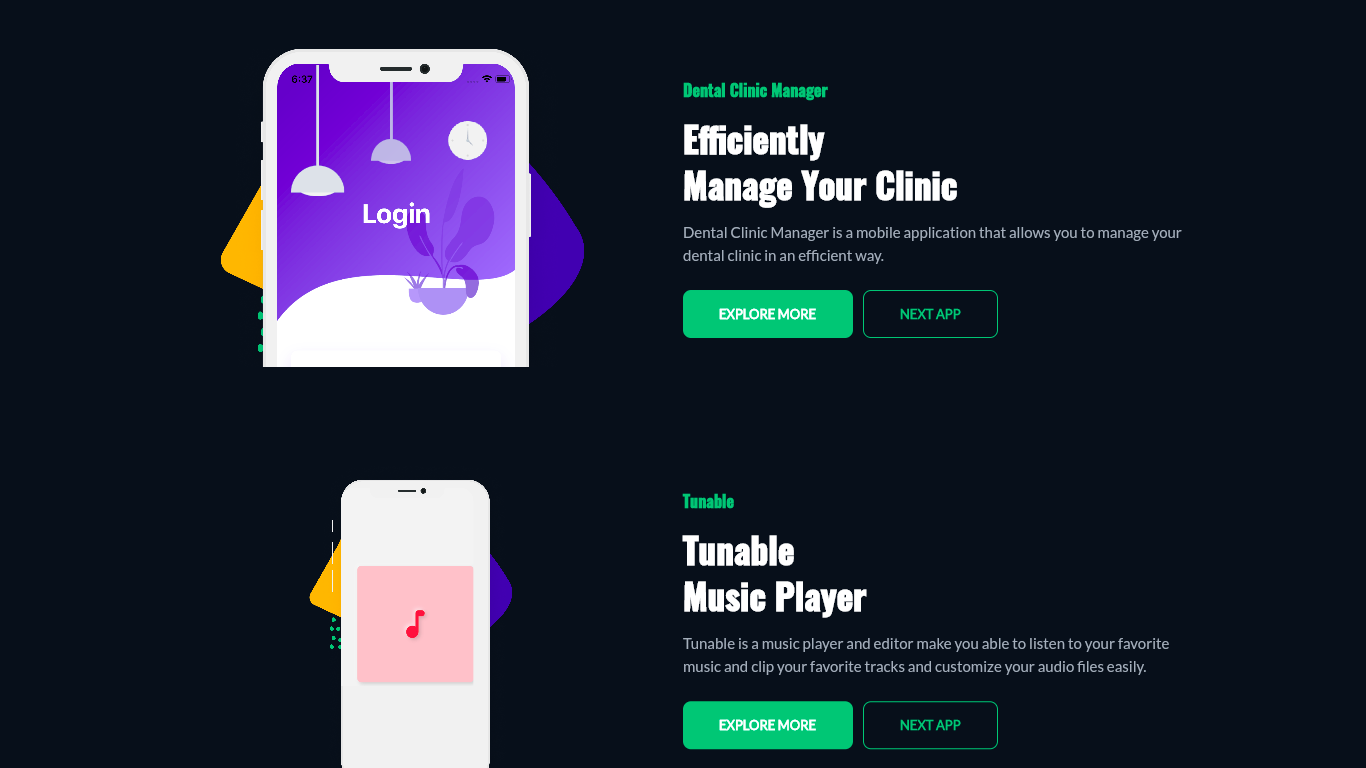 6:37
Login
Dental Clinic Manager
Efficiently
Manage Your Clinic
Dental Clinic Manager is a mobile application that allows you to manage your
dental clinic in an efficient way.
EXPLORE MORE
NEXT APP
Tunable
Tunable
Music Player
Tunable is a music player and editor make you able to listen to your favorite
music and clip your favorite tracks and customize your audio files easily.
EXPLORE MORE
NEXT APP